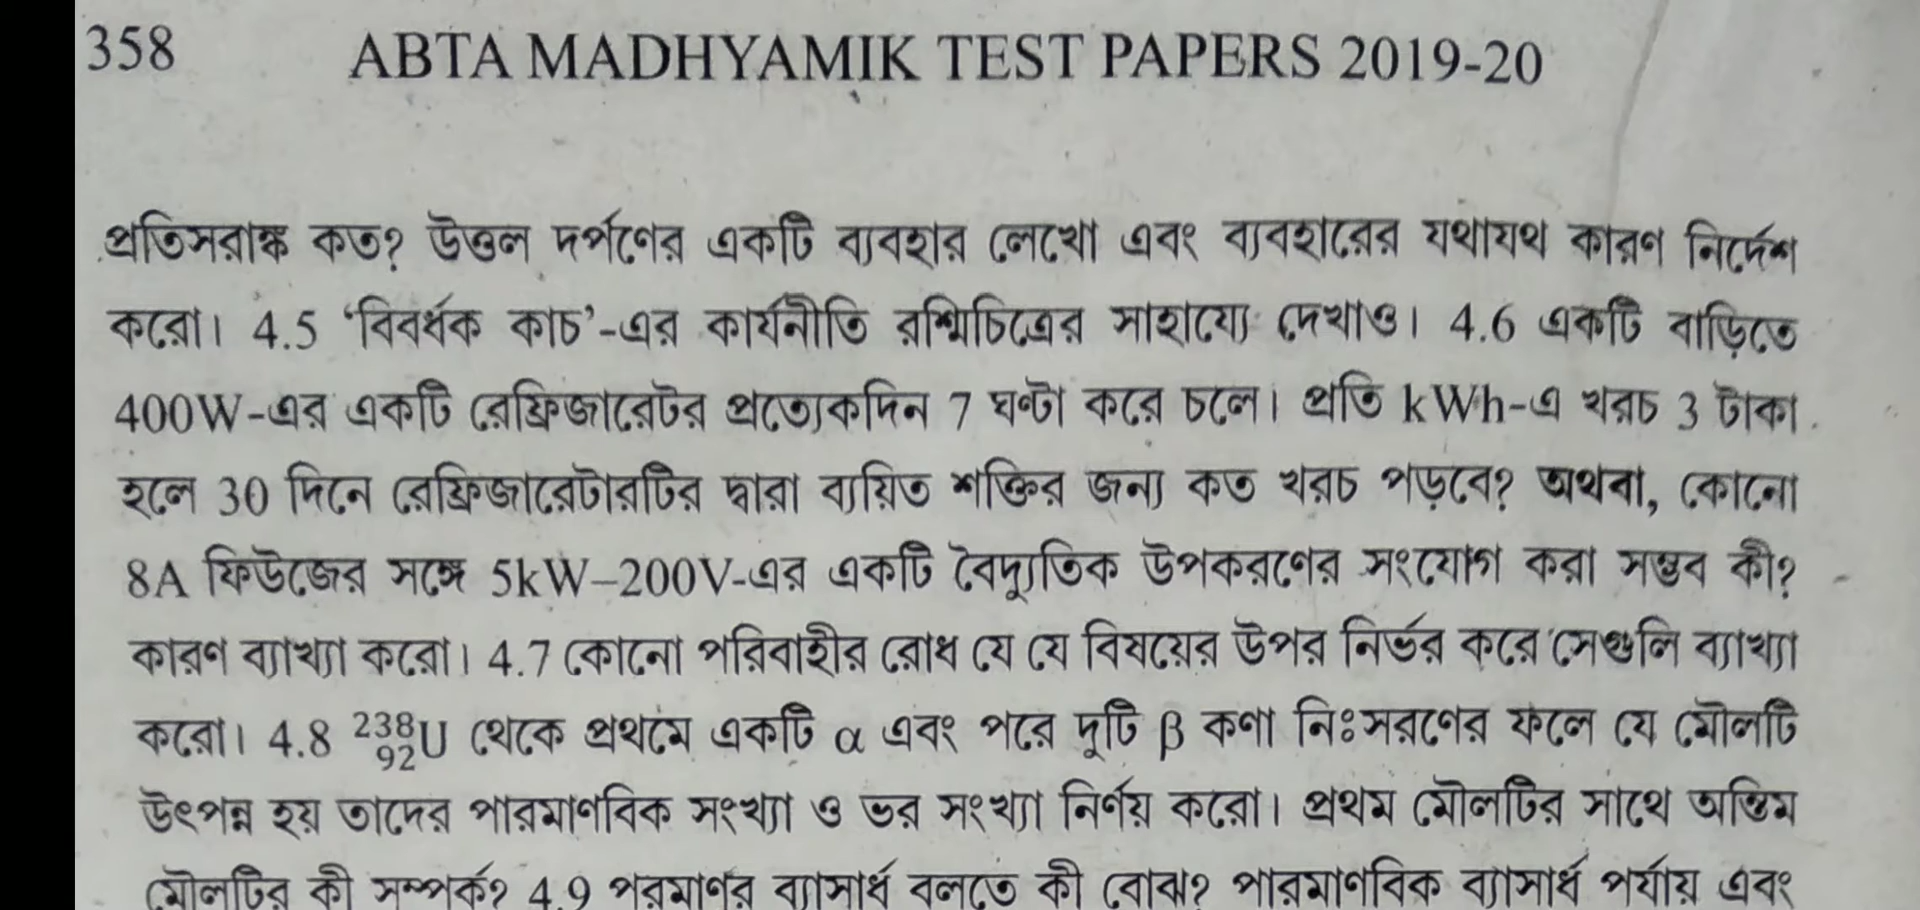 358 ABTA MADHYAMIK TEST PAPERS 2019-20
প্রতিসরাঙ্ক কত? উত্তল দর্পণের একটি ব্যবহার লেখো এবং ব্যবহারের যথাযথ কারণ নির্দেশ
করো। 4.5 ‘বিবর্ধক কাচ’-এর কার্যনীতি রশ্মিচিত্রের সাহায্যে দেখাও। 4.6 একটি বাড়িতে
400W-এর একটি রেফ্রিজারেটর প্রত্যেকদিন 7 ঘণ্টা করে চলে। প্রতি kWh-এ খরচ 3 টাকা
হলে 30 দিনে রেফ্রিজারেটারটির দ্বারা ব্যয়িত শক্তির জন্য কত খরচ পড়বে? অথবা, কোনো
8A ফিউজের সঙ্গে 5kW–200V-এর একটি বৈদ্যুতিক উপকরণের সংযোগ করা সম্ভব কী?
কারণ ব্যাখ্যা করো। 4.7 কোনো পরিবাহীর রোধ যে যে বিষয়ের উপর নির্ভর করে সেগুলি ব্যাখ্যা
করো। 4.8 ²³⁸₉₂U থেকে প্রথমে একটি α এবং পরে দুটি β কণা নিঃসরণের ফলে যে মৌলটি
উৎপন্ন হয় তাদের পারমাণবিক সংখ্যা ও ভর সংখ্যা নির্ণয় করো। প্রথম মৌলটির সাথে অন্তিম
মৌলটির কী সম্পর্ক? 4.9 পরমাণুর ব্যাসার্ধ বলতে কী বোঝ? পারমাণবিক ব্যাসার্ধ পর্যায় এবং